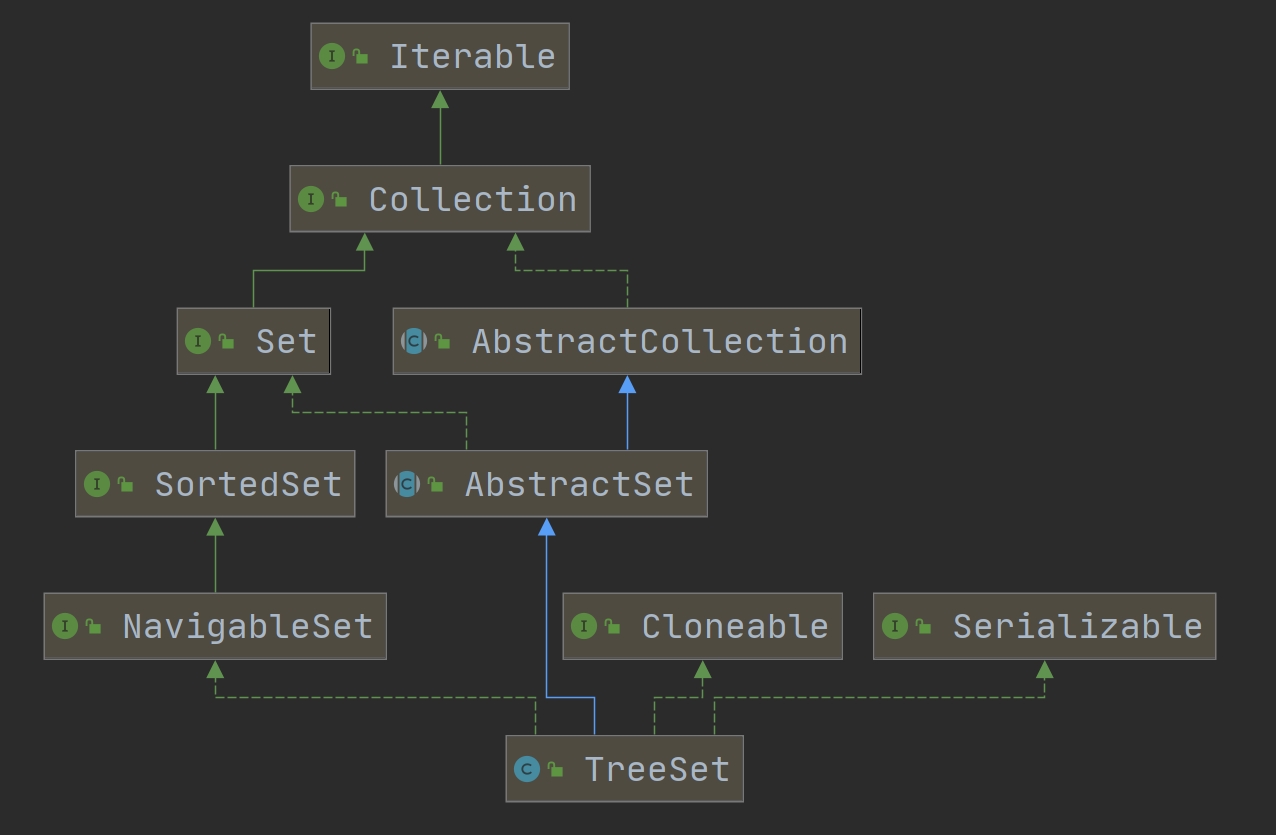 Iterable
Collection
Set
AbstractCollection
SortedSet
AbstractSet
NavigableSet
Cloneable
Serializable
TreeSet